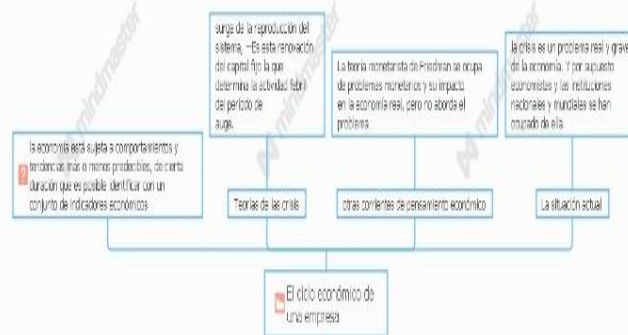 surge de la reproducción del
sistema, —Es esta renovación
del capital fijo la que
determina la actividad febril
del período de
auge.
La teoría monetarista de Friedman se ocupa
de problemas monetarios y su impacto
en la economía real, pero no aborda el
problema
la crisis es un problema real y grave
de la economía. Y por supuesto
economistas y las instituciones
nacionales y mundiales se han
ocupado de ella.
la economía está sujeta a comportamientos y
tendencias más o menos predecibles, de cierta
duración que es posible identificar con un
conjunto de indicadores económicos
Teorías de las crisis
otras corrientes de pensamiento económico
La situación actual
El ciclo económico de
una empresa
mindmaster
mindmaster
mindmaster